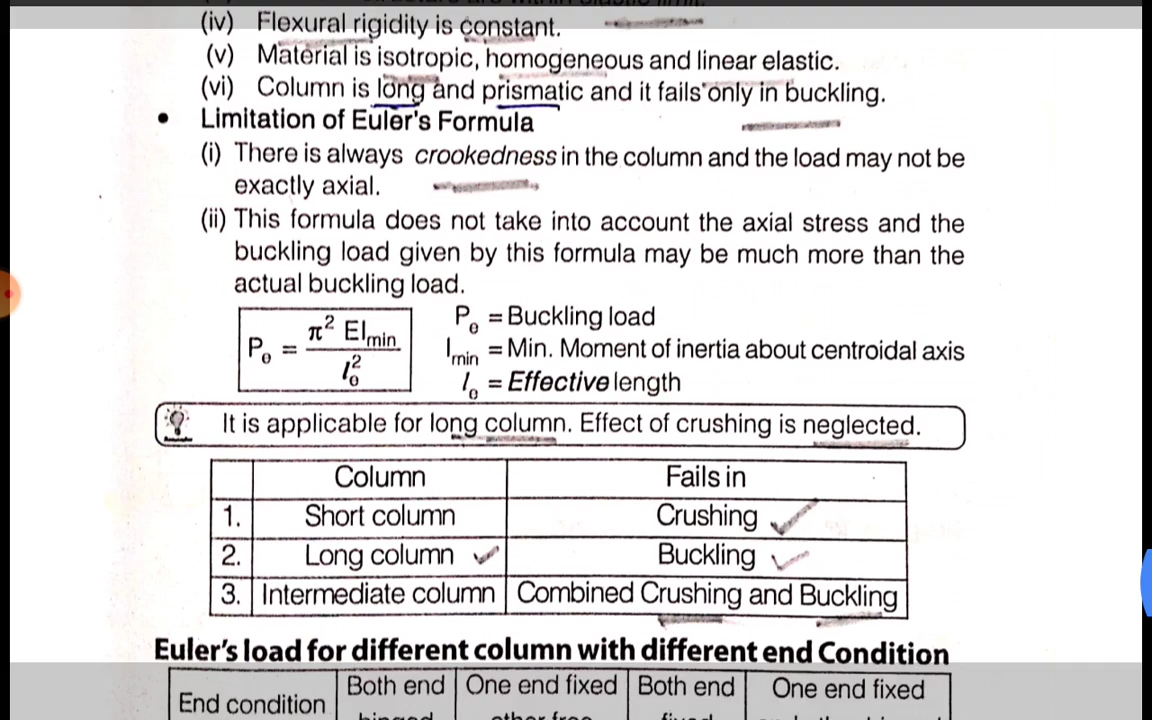 (iv) Flexural rigidity is constant.
(v) Material is isotropic, homogeneous and linear elastic.
(vi) Column is long and prismatic and it fails only in buckling.
• Limitation of Euler's Formula
(i) There is always crookedness in the column and the load may not be
exactly axial.
(ii) This formula does not take into account the axial stress and the
buckling load given by this formula may be much more than the
actual buckling load.
Pₑ = π² EI_min / lₑ²
Pₑ = Buckling load
I_min = Min. Moment of inertia about centroidal axis
lₑ = Effective length
It is applicable for long column. Effect of crushing is neglected.
Column Fails in
1. Short column Crushing
2. Long column Buckling
3. Intermediate column Combined Crushing and Buckling
Euler's load for different column with different end Condition
End condition Both end One end fixed Both end One end fixed